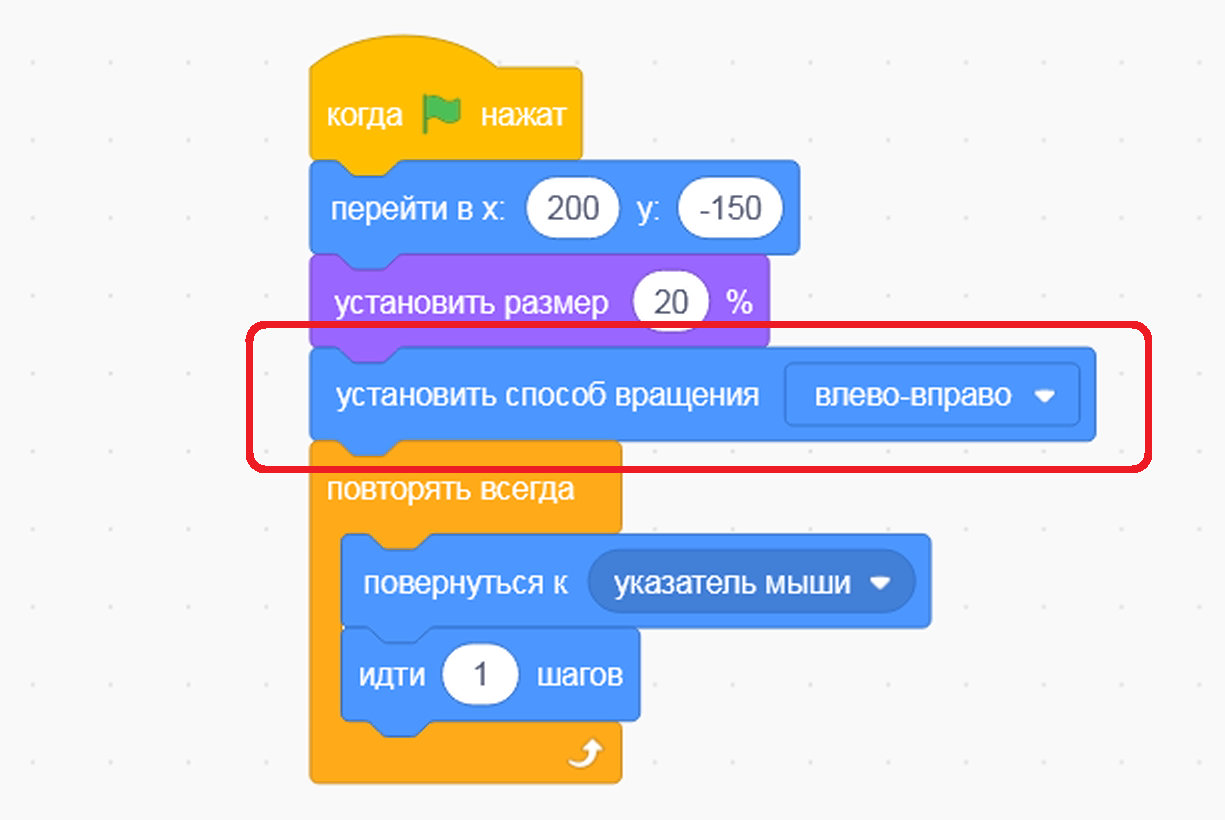 когда нажат
перейти в x: 200 y: -150
установить размер 20 %
установить способ вращения влево-вправо
повторять всегда
повернуться к указатель мыши
идти 1 шагов